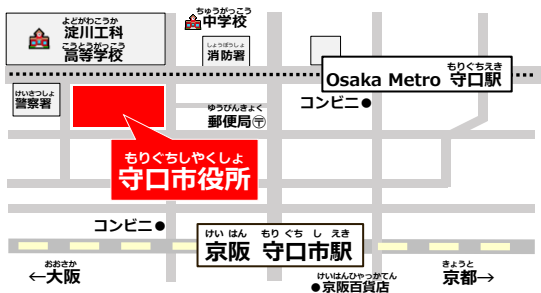 よどがわこうか
淀川工科
こうとうがっこう
高等学校
ちゅうがっこう
中学校
しょうぼうしょ
消防署
もりぐちえき
Osaka Metro 守口駅
けいさつしょ
警察署
コンビニ●
ゆうびんきょく
郵便局〶
もりぐちしやくしょ
守口市役所
コンビニ●
けい はん もり ぐち し えき
京阪 守口市駅
おおさか
←大阪
けいはんひゃっかてん
●京阪百貨店
きょうと
京都→